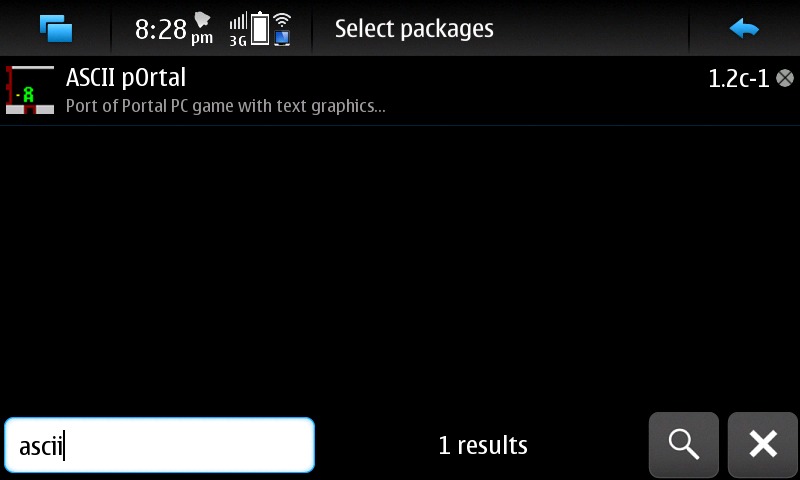 8:28 pm
3G
Select packages
ASCII pOrtal
1.2c-1
Port of Portal PC game with text graphics...
ascii
1 results